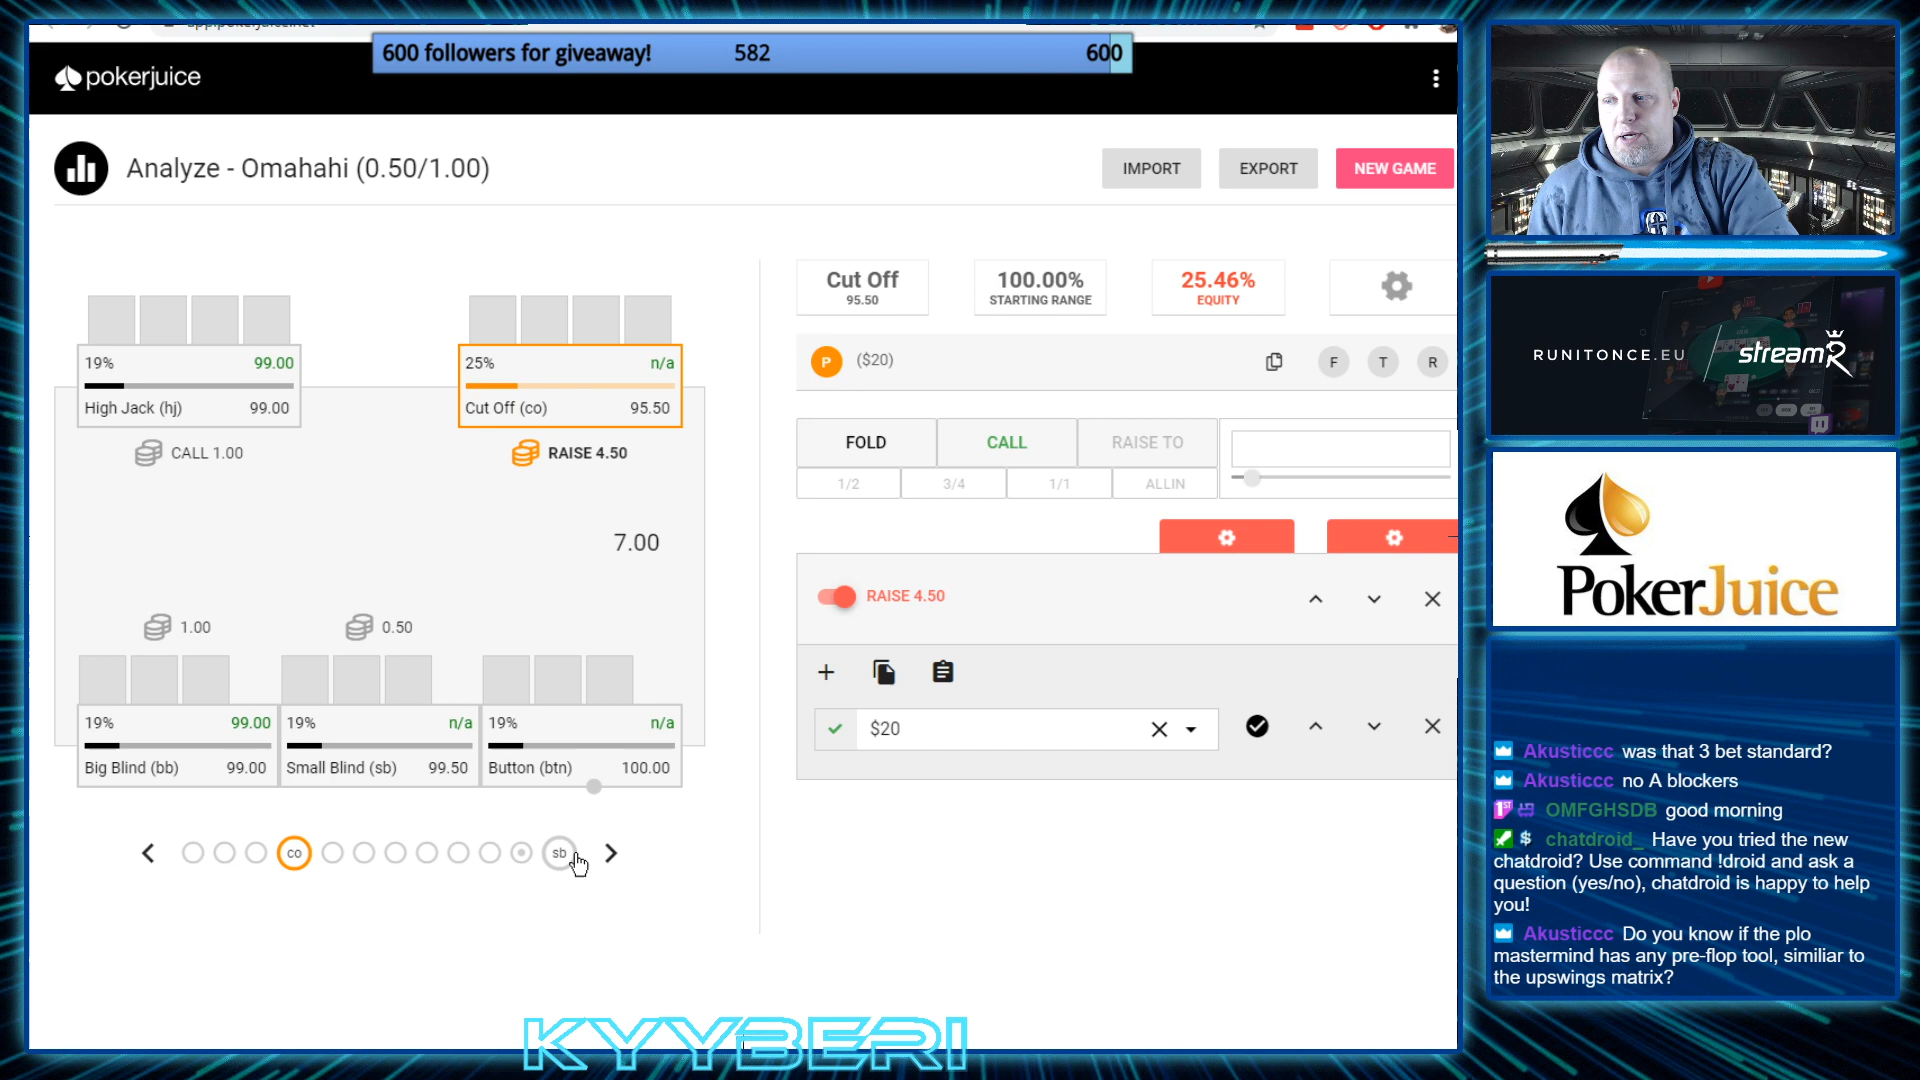 600 followers for giveaway! 582 600
pokerjuice
Analyze - Omahahi (0.50/1.00)
IMPORT EXPORT NEW GAME
19% 99.00
High Jack (hj) 99.00
CALL 1.00
25% n/a
Cut Off (co) 95.50
RAISE 4.50
7.00
1.00 0.50
19% 99.00
Big Blind (bb) 99.00
19% n/a
Small Blind (sb) 99.50
19% n/a
Button (btn) 100.00
co sb
Cut Off
95.50
100.00%
STARTING RANGE
25.46%
EQUITY
P ($20) F T R
FOLD CALL RAISE TO
1/2 3/4 1/1 ALLIN
RAISE 4.50
$20
KYYBERI
RUNITONCE.EU / streamR
PokerJuice
Akusticcc was that 3 bet standard?
Akusticcc no A blockers
1ST OMFGHSDB good morning
$ chatdroid_ Have you tried the new
chatdroid? Use command !droid and ask a
question (yes/no), chatdroid is happy to help
you!
Akusticcc Do you know if the plo
mastermind has any pre-flop tool, similiar to
the upswings matrix?